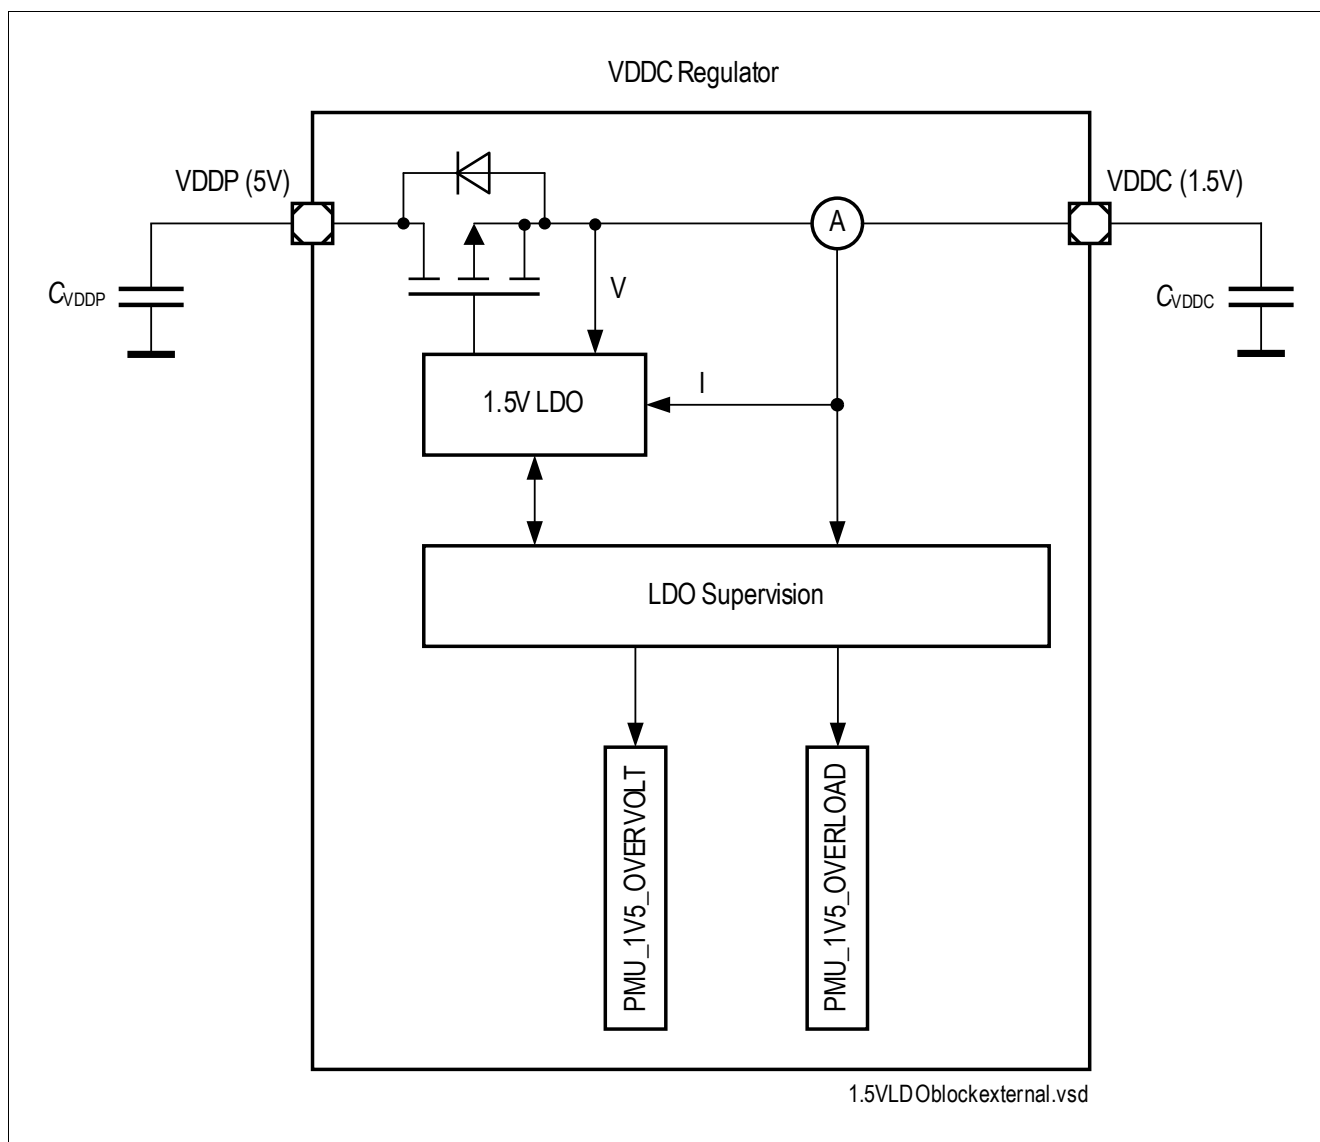 VDDC Regulator
VDDP (5V)
VDDC (1.5V)
A
CVDDP
V
CVDDC
I
1.5V LDO
LDO Supervision
PMU_1V5_OVERVOLT
PMU_1V5_OVERLOAD
1.5VLDOblockexternal.vsd